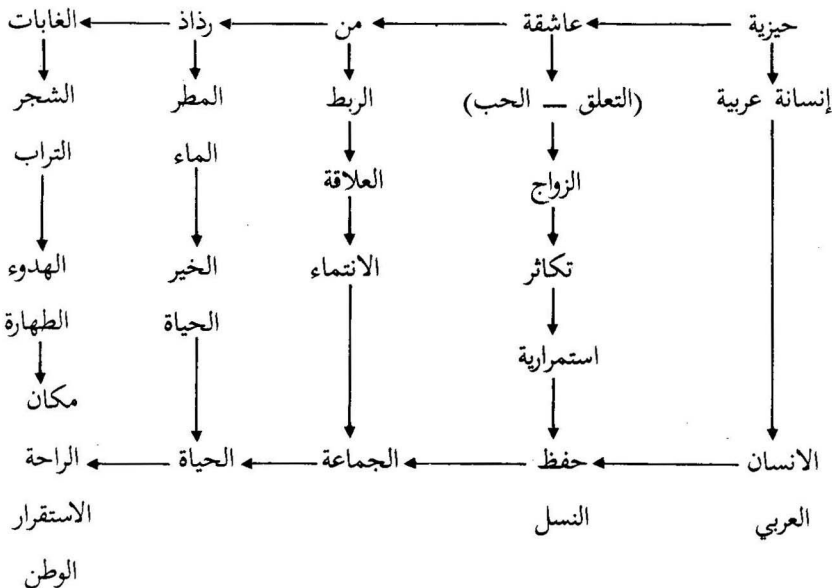 حيزية عاشقة من رذاذ الغابات
إنسانة عربية (التعلق — الحب) الربط المطر الشجر
الماء التراب
الزواج العلاقة
تكاثر الانتماء الخير الهدوء
الحياة الطهارة
استمرارية
مكان
الانسان حفظ الجماعة الحياة الراحة
العربي النسل الاستقرار
الوطن